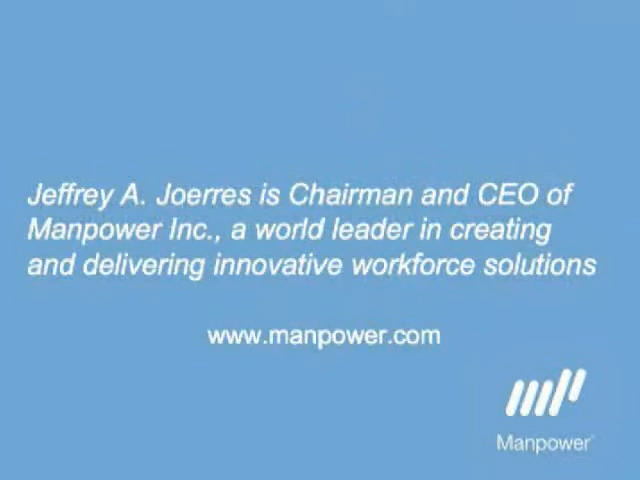 Jeffrey A. Joerres is Chairman and CEO of
Manpower Inc., a world leader in creating
and delivering innovative workforce solutions
www.manpower.com
Manpower